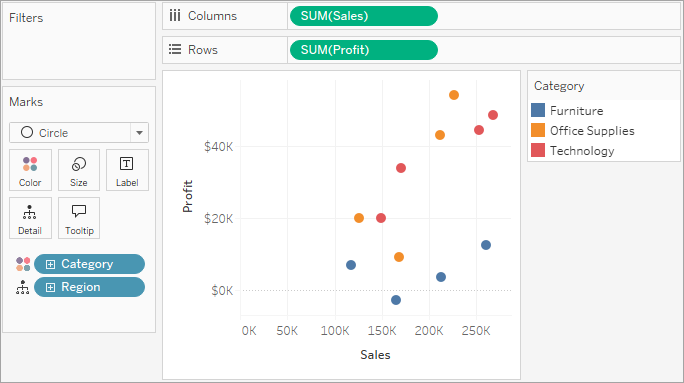 Filters
Columns
SUM(Sales)
Rows
SUM(Profit)
Marks
Circle
Color
Size
Label
Detail
Tooltip
Category
Region
Profit
$40K
$20K
$0K
0K
50K
100K
150K
200K
250K
Sales
Category
Furniture
Office Supplies
Technology